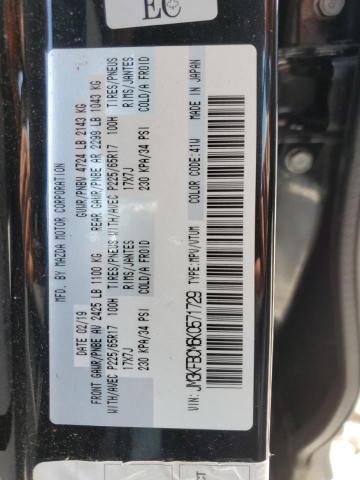 EC
MFD. BY MAZDA MOTOR CORPORATION
DATE: 02/19 GVWR/PNBV 4724 LB 2143 KG
FRONT GAWR/PNBE AV 2425 LB 1100 KG REAR GAWR/PNBE AR 2299 LB 1043 KG
WITH/AVEC P225/65R17 100H TIRES/PNEUS WITH/AVEC P225/65R17 100H TIRES/PNEUS
17X7J RIMS/JANTES 17X7J RIMS/JANTES
230 KPA/34 PSI COLD/A FROID 230 KPA/34 PSI COLD/A FROID
MADE IN JAPAN
VIN: JM3KFBCM6K0571729 TYPE:MPV/VTUM COLOR CODE:41W